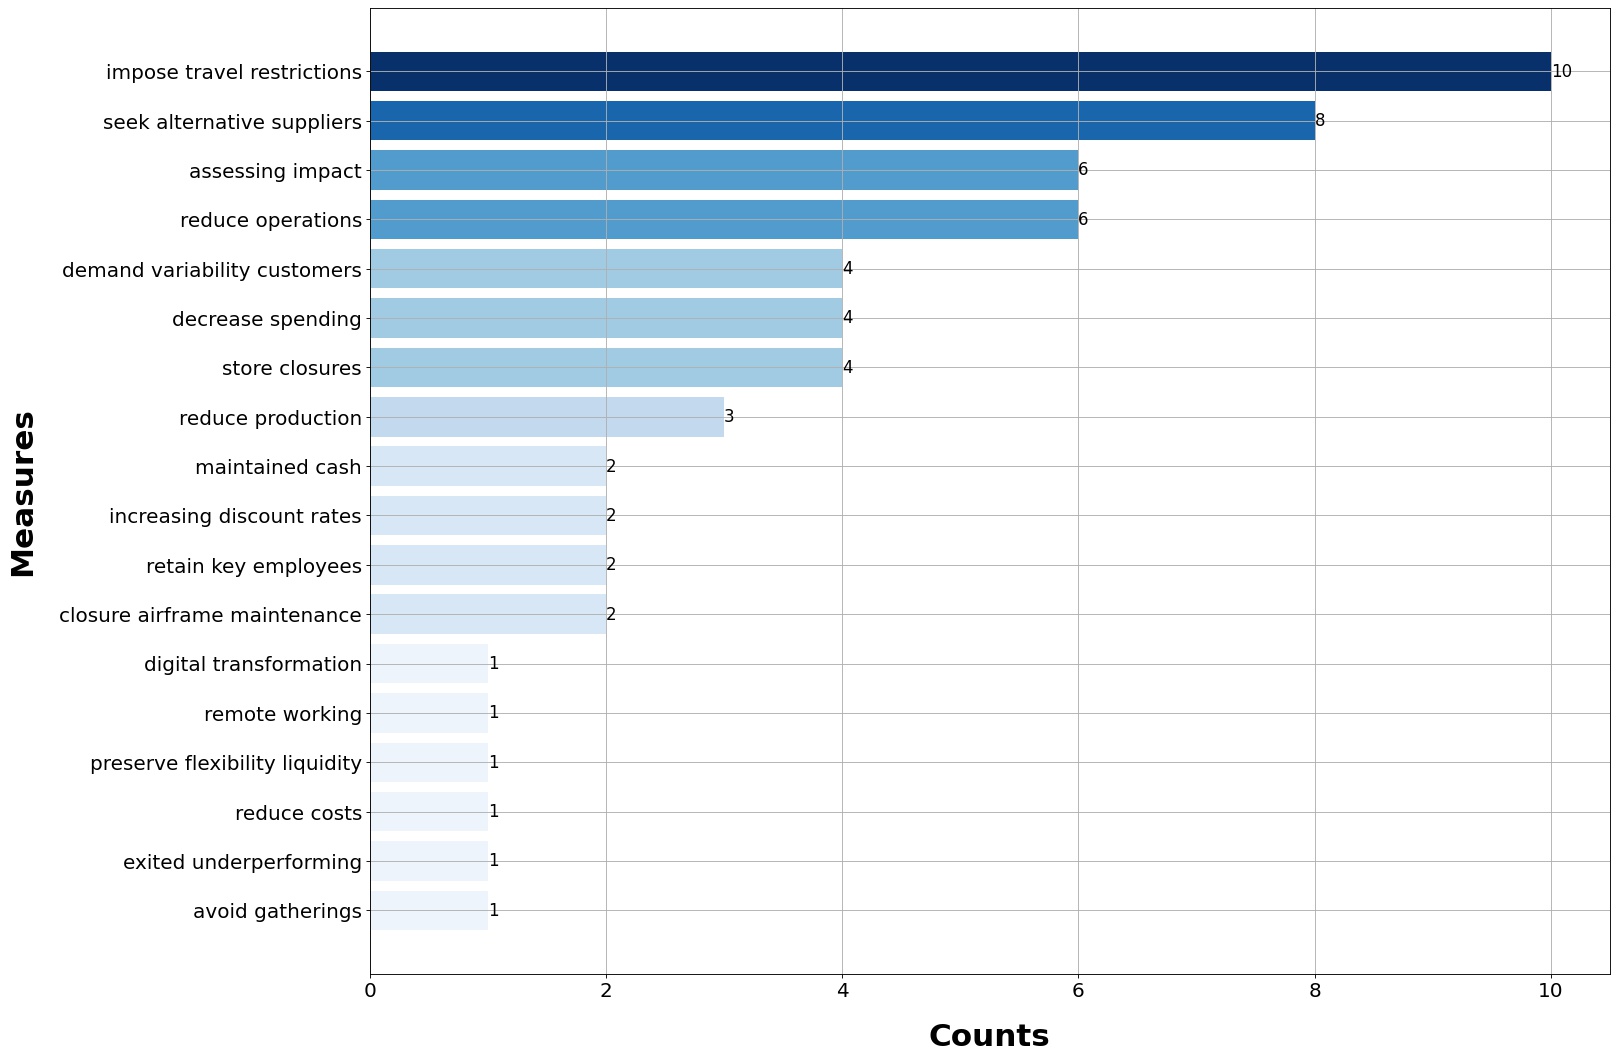 impose travel restrictions 10
seek alternative suppliers 8
assessing impact 6
reduce operations 6
demand variability customers 4
decrease spending 4
store closures 4
reduce production 3
maintained cash 2
increasing discount rates 2
retain key employees 2
closure airframe maintenance 2
digital transformation 1
remote working 1
preserve flexibility liquidity 1
reduce costs 1
exited underperforming 1
avoid gatherings 1
Measures
0 2 4 6 8 10
Counts